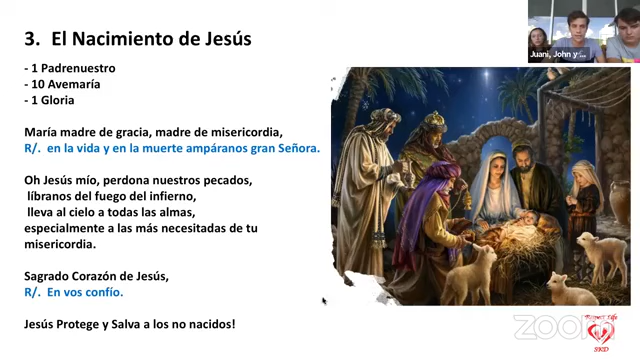 3. El Nacimiento de Jesús
- 1 Padrenuestro
- 10 Avemaría
- 1 Gloria
María madre de gracia, madre de misericordia,
R/. en la vida y en la muerte ampáranos gran Señora.
Oh Jesús mío, perdona nuestros pecados,
líbranos del fuego del infierno,
lleva al cielo a todas las almas,
especialmente a las más necesitadas de tu
misericordia.
Sagrado Corazón de Jesús,
R/. En vos confío.
Jesús Protege y Salva a los no nacidos!
Juani, John y ...
Respect Life
zoom
SKD